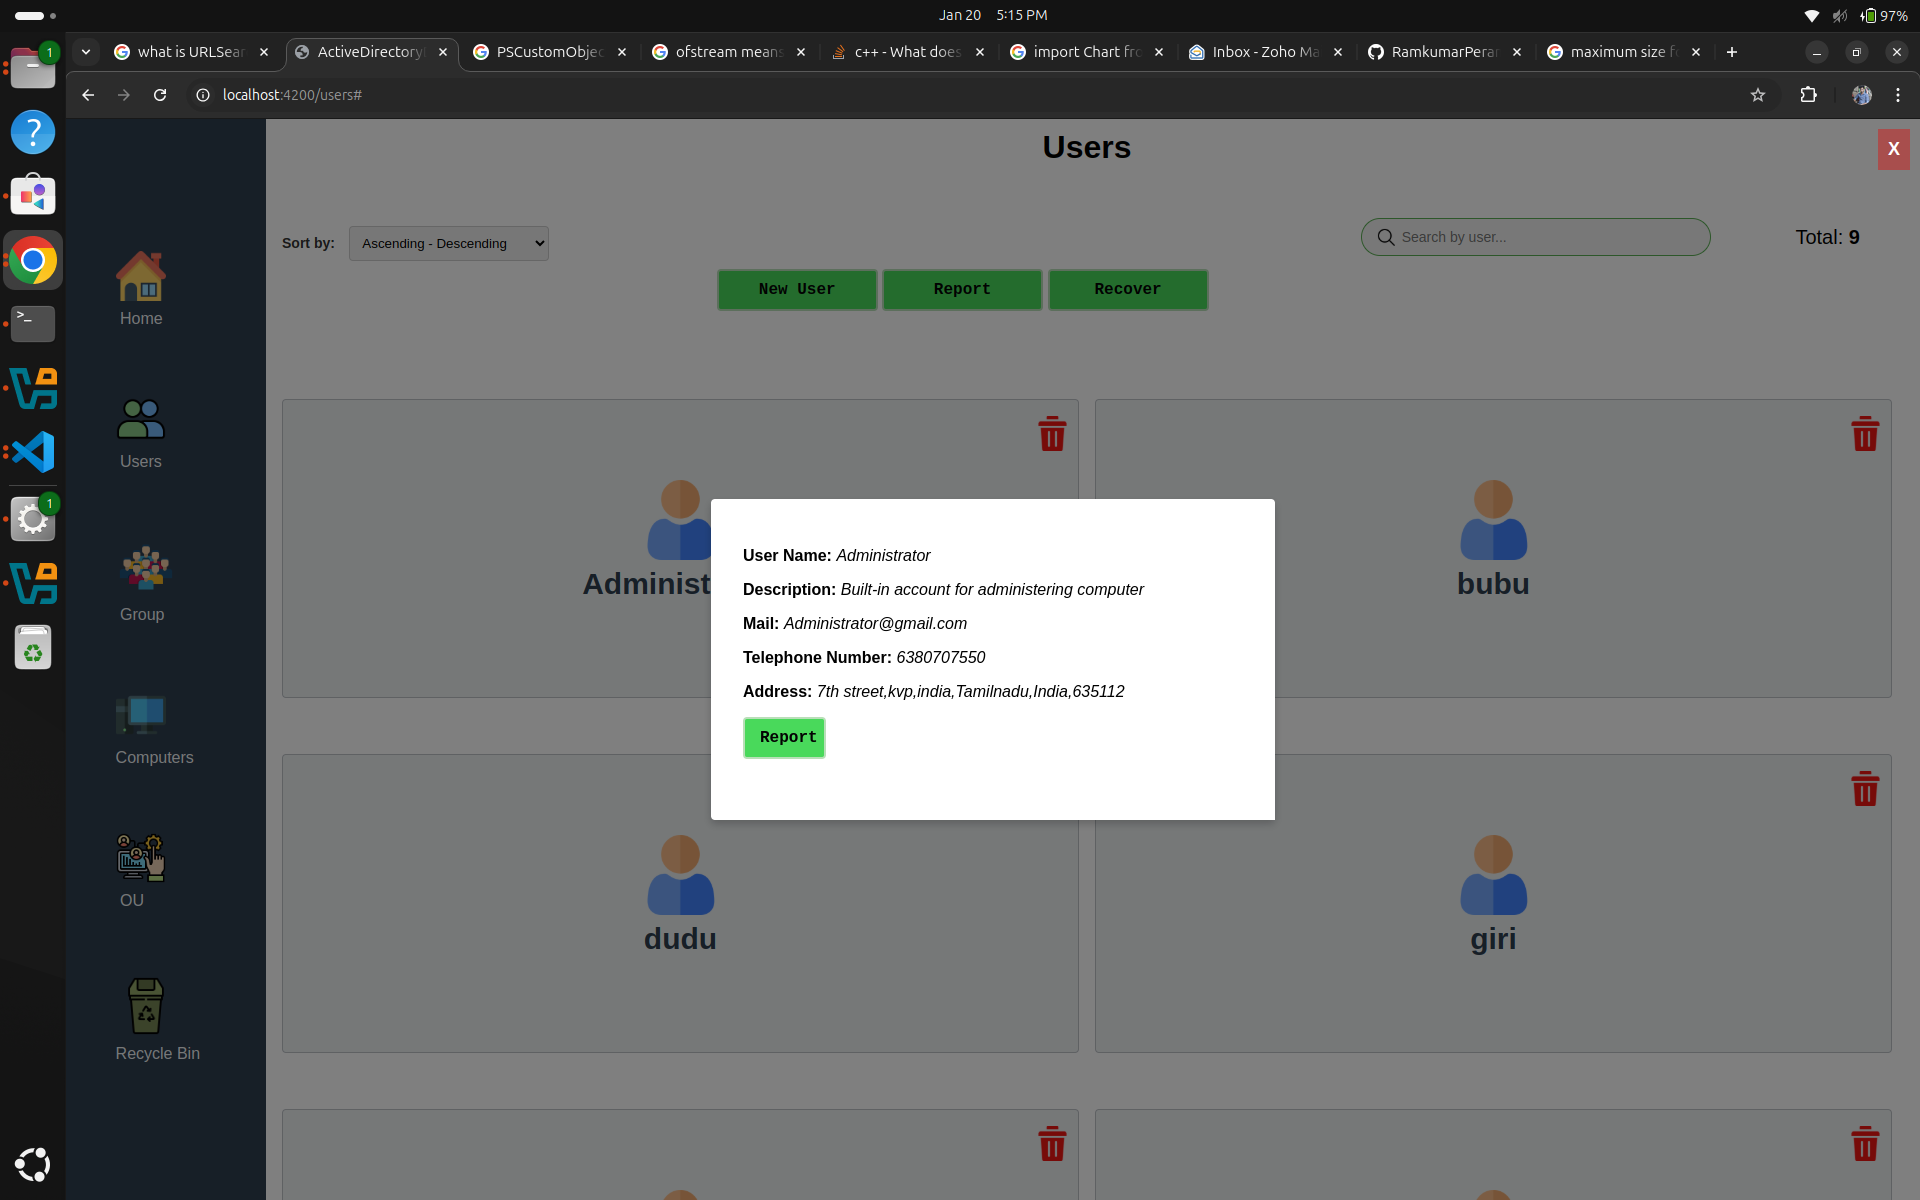 Jan 20 5:15 PM
97%
1
what is URLSear
ActiveDirectory
PSCustomObjec
ofstream means
c++ - What does
import Chart fro
Inbox - Zoho Ma
RamkumarPeram
maximum size fo
localhost:4200/users#
Users
X
Sort by:
Ascending - Descending
Search by user...
Total: 9
New User
Report
Recover
Home
Users
Group
Computers
OU
Recycle Bin
>_
1
Administ
bubu
User Name: Administrator
Description: Built-in account for administering computer
Mail: Administrator@gmail.com
Telephone Number: 6380707550
Address: 7th street,kvp,india,Tamilnadu,India,635112
Report
dudu
giri